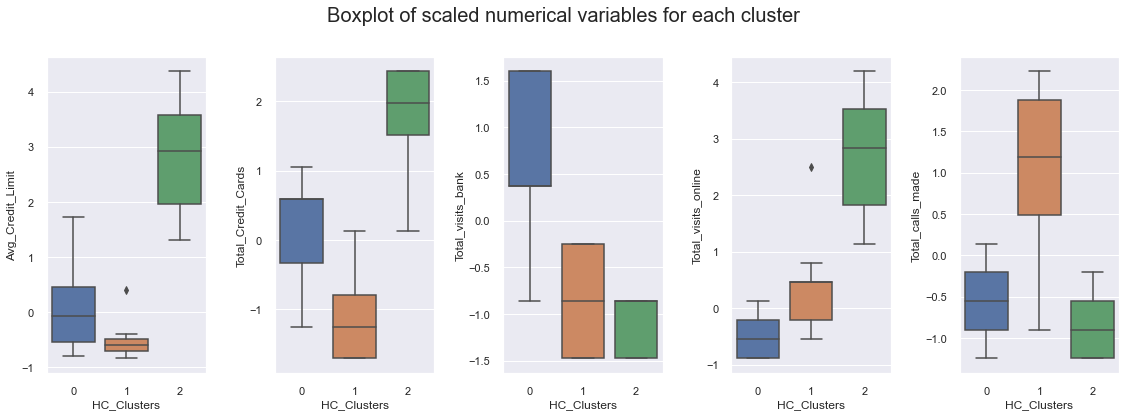 Boxplot of scaled numerical variables for each cluster
Avg_Credit_Limit
4
3
2
1
0
−1
0 1 2
HC_Clusters
Total_Credit_Cards
2
1
0
−1
0 1 2
HC_Clusters
Total_visits_bank
1.5
1.0
0.5
0.0
−0.5
−1.0
−1.5
0 1 2
HC_Clusters
Total_visits_online
4
3
2
1
0
−1
0 1 2
HC_Clusters
Total_calls_made
2.0
1.5
1.0
0.5
0.0
−0.5
−1.0
0 1 2
HC_Clusters